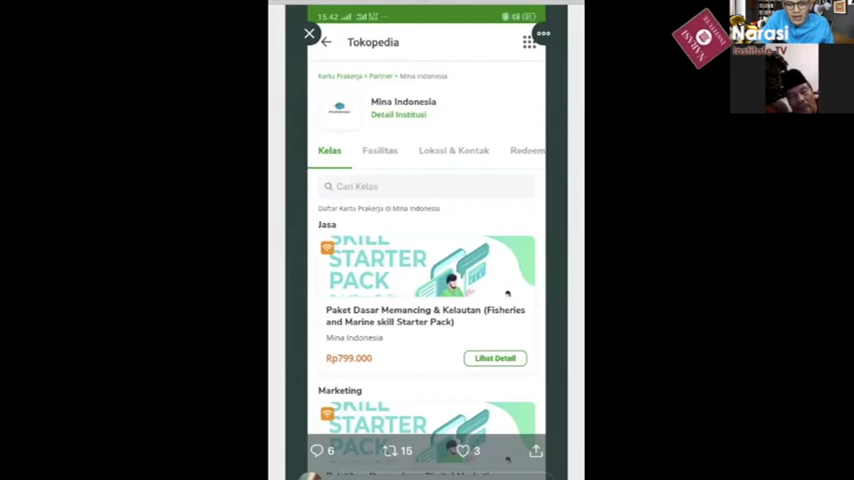 15.42
Tokopedia
Kartu Prakerja > Partner > Mina Indonesia
Mina Indonesia
Detail Institusi
Kelas Fasilitas Lokasi & Kontak Redeem
Cari Kelas
Daftar Kartu Prakerja di Mina Indonesia
Jasa
SKILL
STARTER
PACK
Paket Dasar Memancing & Kelautan (Fisheries
and Marine skill Starter Pack)
Mina Indonesia
Rp799.000
Lihat Detail
Marketing
SKILL
STARTER
6 15 3
Narasi
Institute TV
NARASI
INSTITUTE